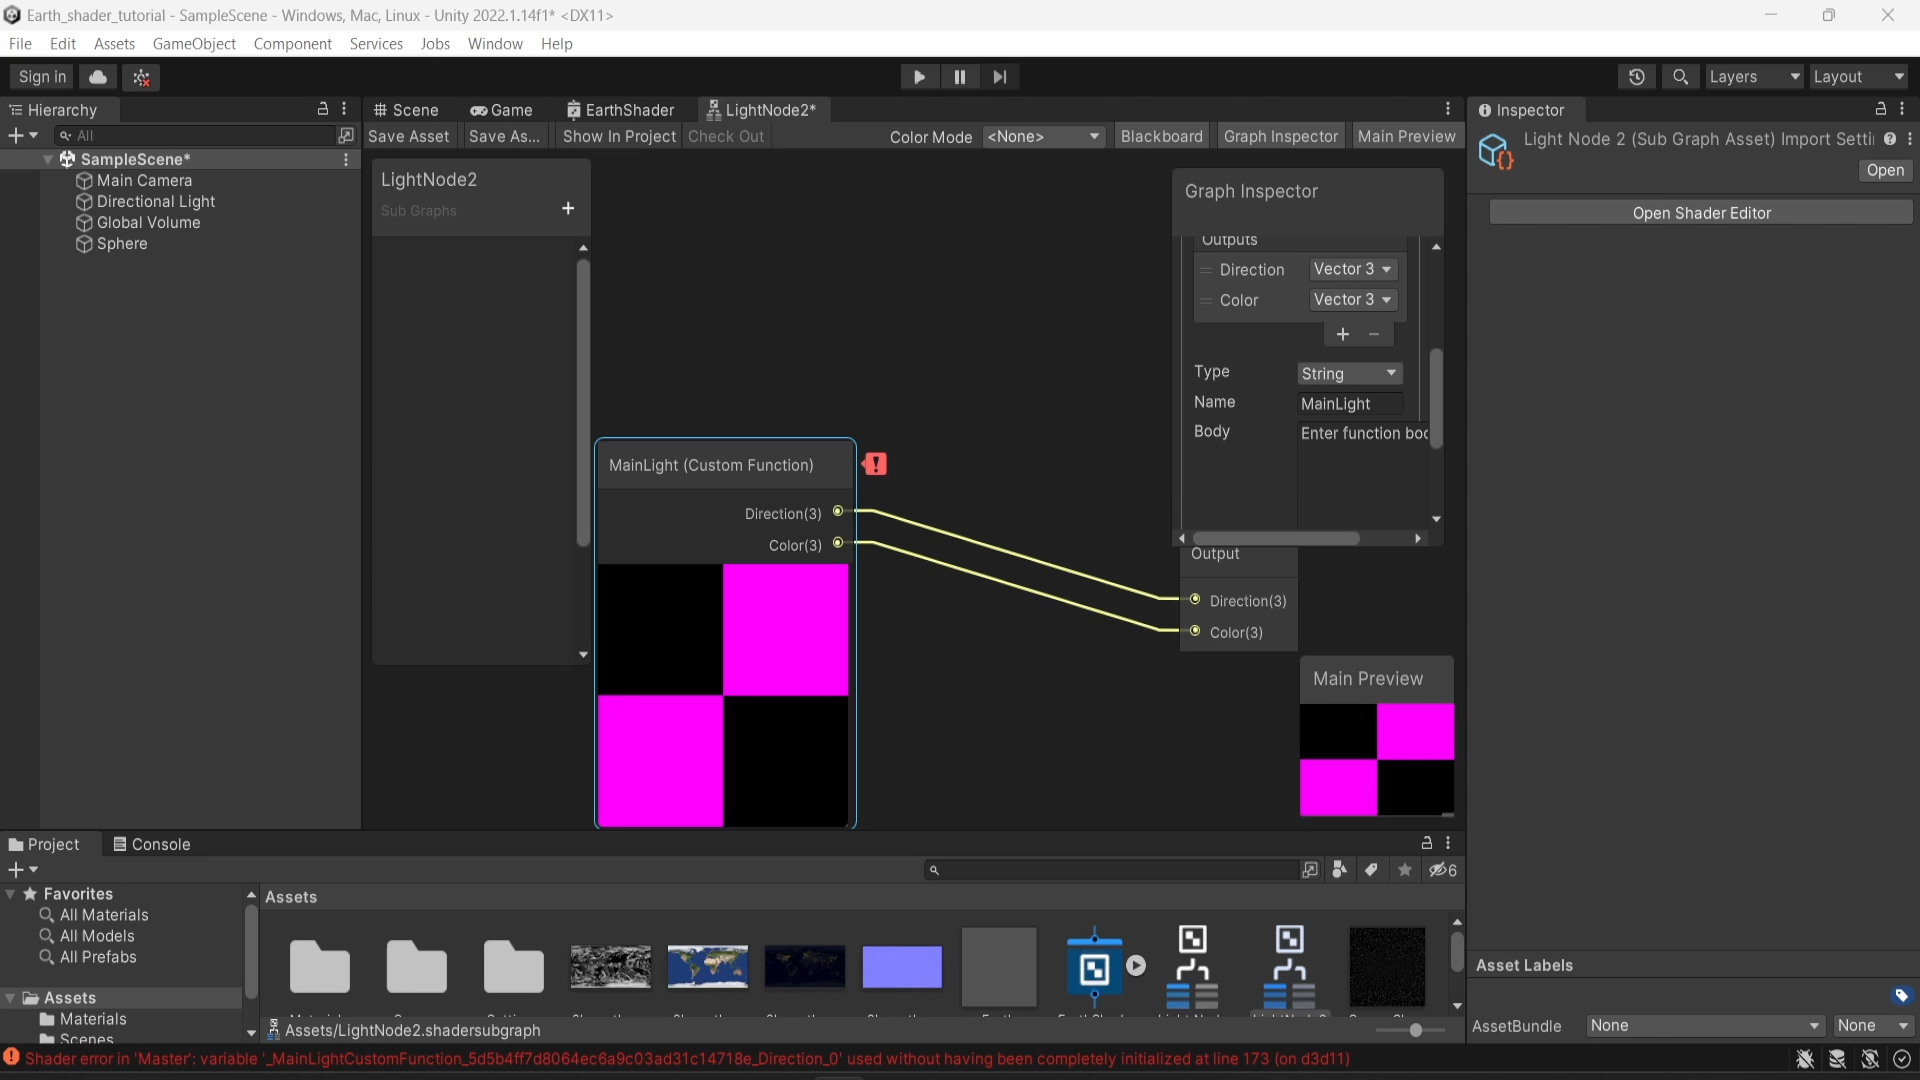 Earth_shader_tutorial - SampleScene - Windows, Mac, Linux - Unity 2022.1.14f1* <DX11>
File Edit Assets GameObject Component Services Jobs Window Help
Sign in
Layers
Layout
Hierarchy
Scene
Game
EarthShader
LightNode2*
Inspector
All
Save Asset
Save As...
Show In Project
Check Out
Color Mode
<None>
Blackboard
Graph Inspector
Main Preview
Light Node 2 (Sub Graph Asset) Import Setti
Open
Open Shader Editor
SampleScene*
Main Camera
Directional Light
Global Volume
Sphere
LightNode2
Sub Graphs
Graph Inspector
Outputs
Direction Vector 3
Color Vector 3
Type String
Name MainLight
Body Enter function boo
MainLight (Custom Function)
Direction(3)
Color(3)
Output
Direction(3)
Color(3)
Main Preview
Project
Console
6
Favorites
All Materials
All Models
All Prefabs
Assets
Materials
Scenes
Assets
Assets/LightNode2.shadersubgraph
Asset Labels
AssetBundle None None
Shader error in 'Master': variable '_MainLightCustomFunction_5d5b4ff7d8064ec6a9c03ad31c14718e_Direction_0' used without having been completely initialized at line 173 (on d3d11)